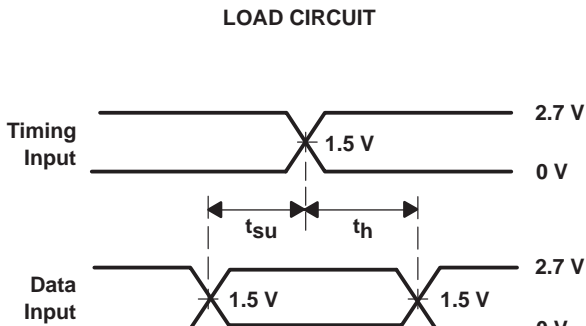 LOAD CIRCUIT
Timing
Input
1.5 V
2.7 V
0 V
tsu
th
Data
Input
1.5 V
1.5 V
2.7 V
0 V